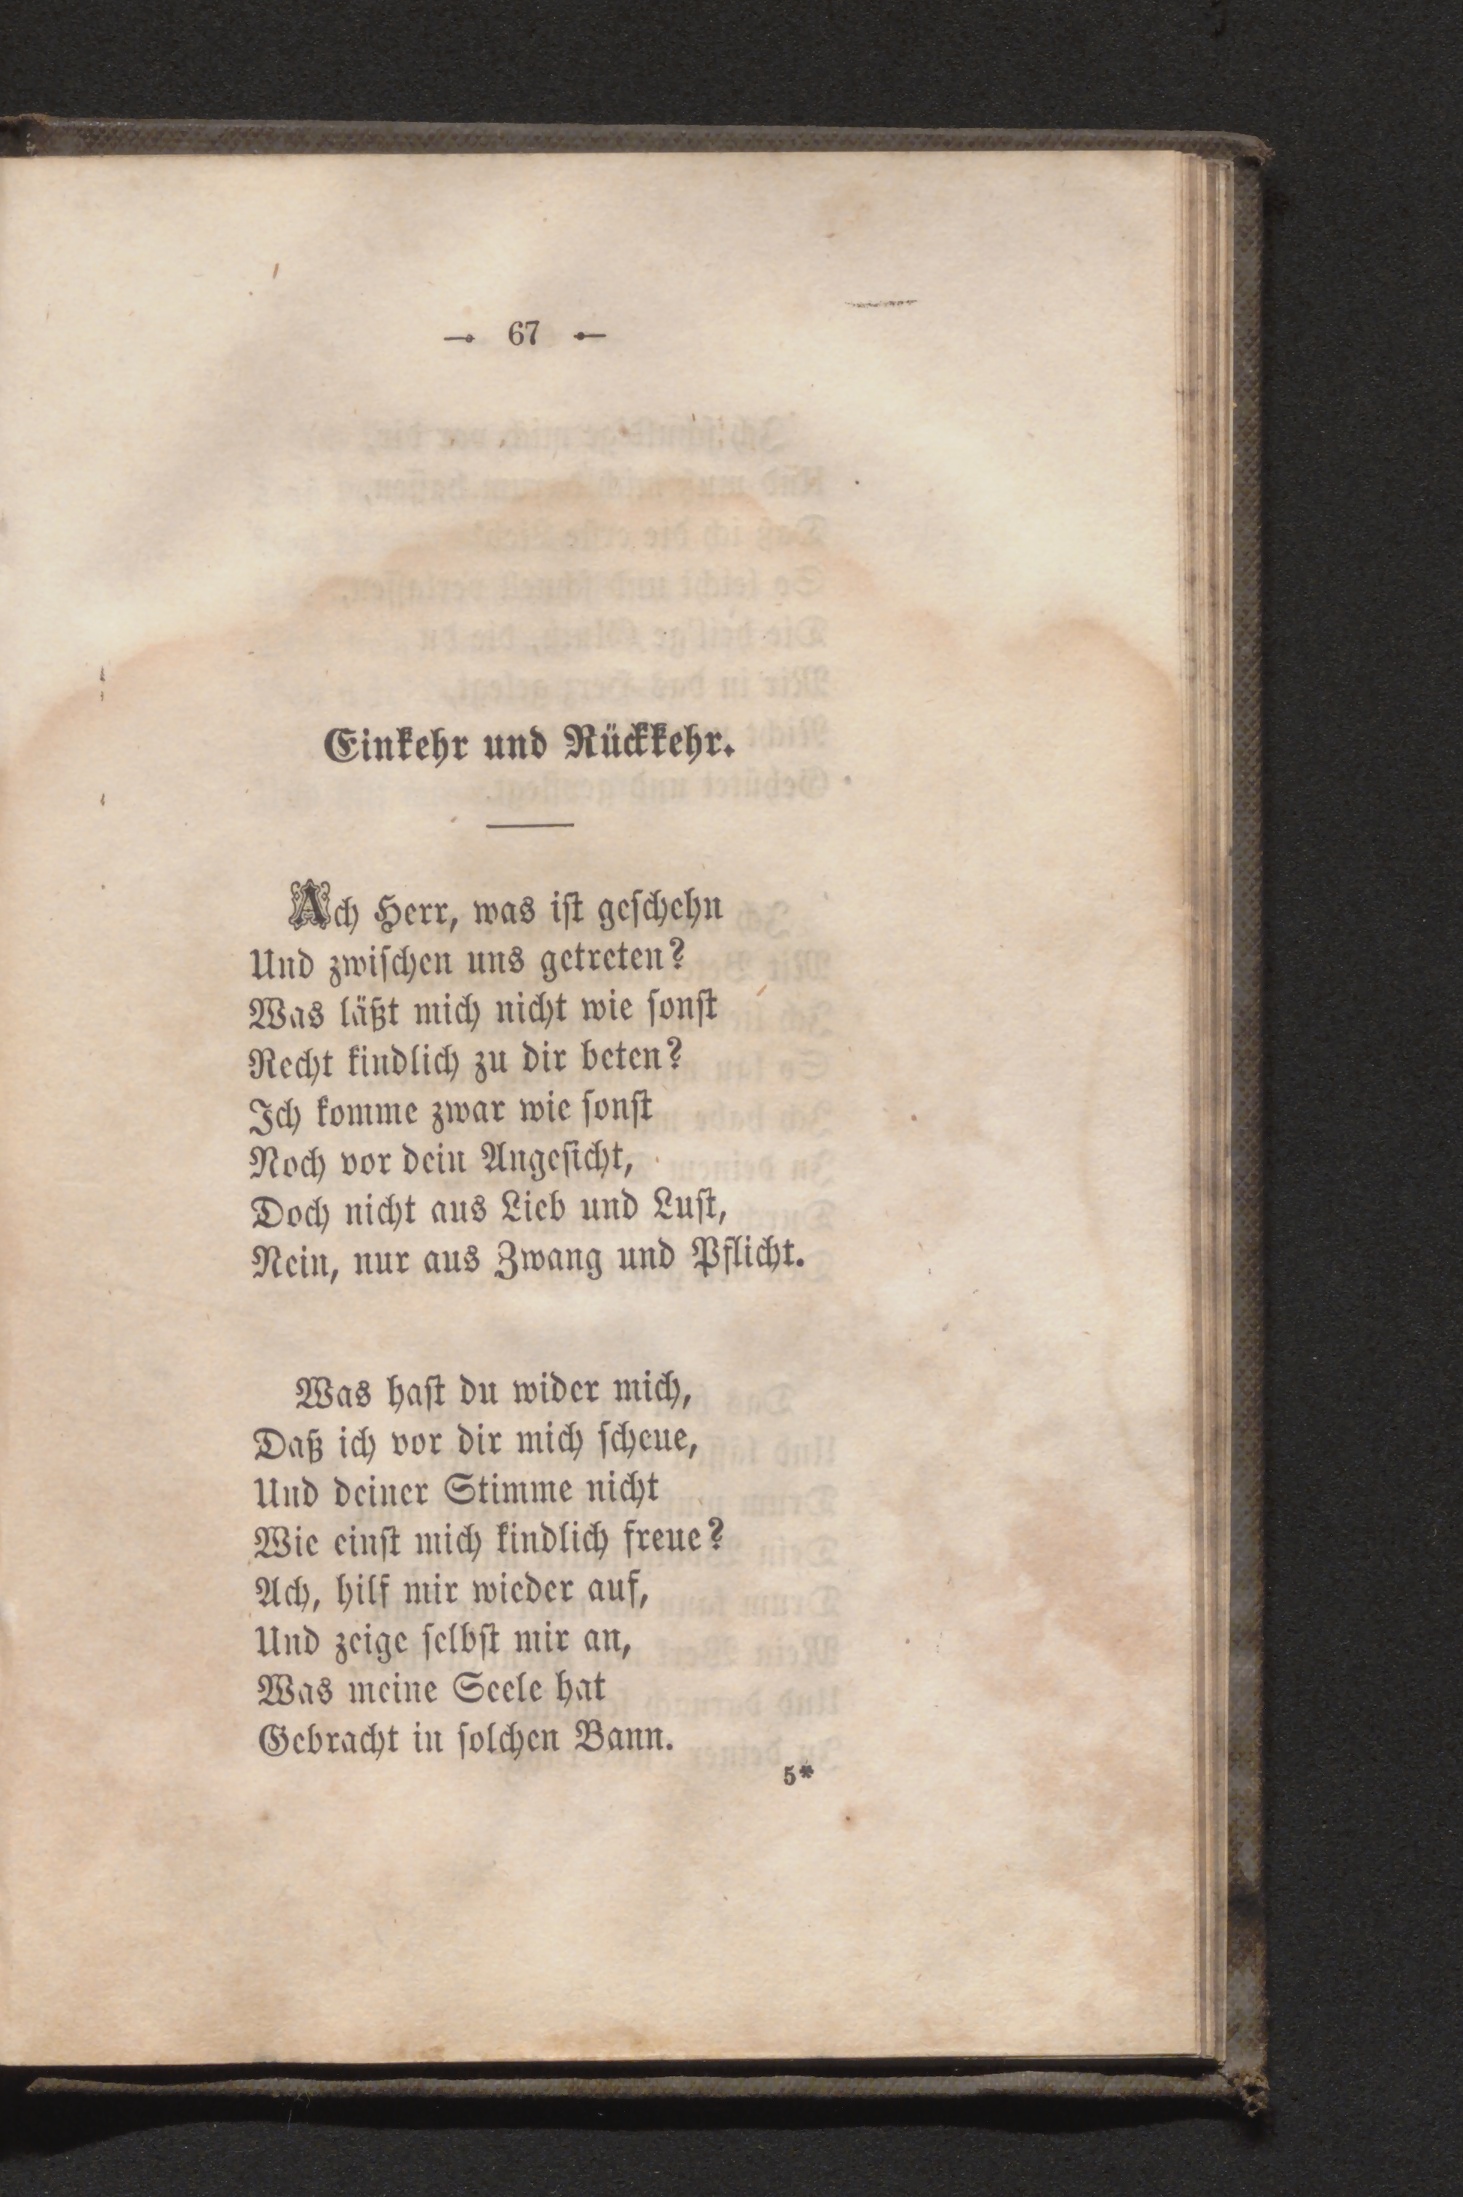 67
Einkehr und Rückkehr.
Ach Herr, was ist geschehn
Und zwischen uns getreten?
Was läßt mich nicht wie sonst
Recht kindlich zu dir beten?
Ich komme zwar wie sonst
Noch vor dein Angesicht,
Doch nicht aus Lieb und Lust,
Nein, nur aus Zwang und Pflicht.
Was hast du wider mich,
Daß ich vor dir mich scheue,
Und deiner Stimme nicht
Wie einst mich kindlich freue?
Ach, hilf mir wieder auf,
Und zeige selbst mir an,
Was meine Seele hat
Gebracht in solchen Bann.
5*